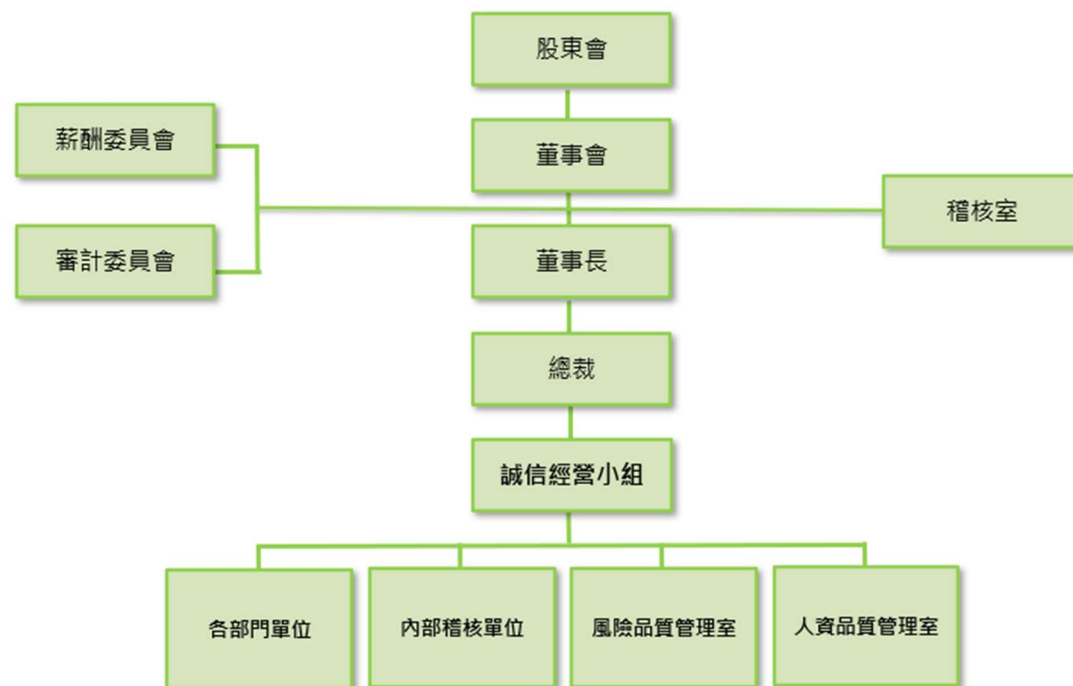 股東會
薪酬委員會
董事會
稽核室
審計委員會
董事長
總裁
誠信經營小組
各部門單位
內部稽核單位
風險品質管理室
人資品質管理室